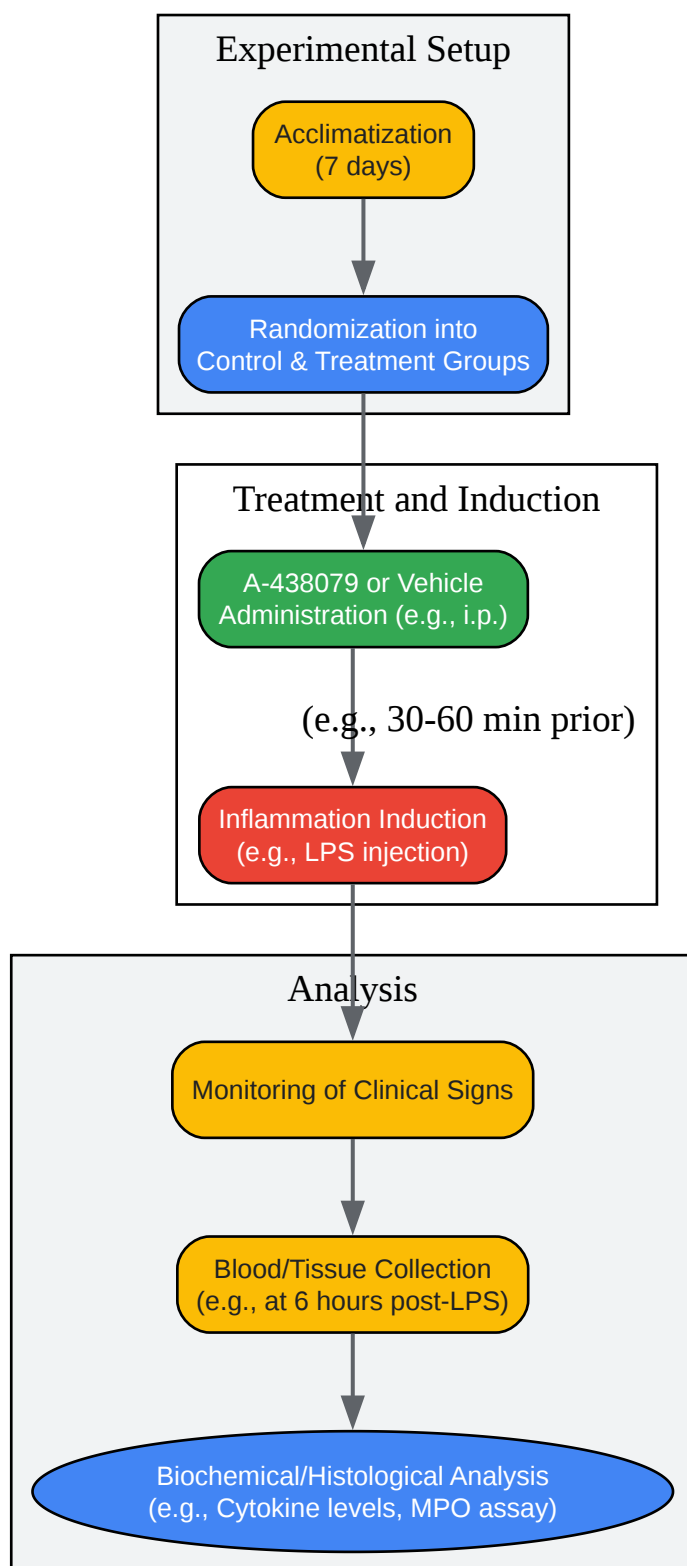 Experimental Setup
Acclimatization
(7 days)
Randomization into
Control & Treatment Groups
Treatment and Induction
A-438079 or Vehicle
Administration (e.g., i.p.)
(e.g., 30-60 min prior)
Inflammation Induction
(e.g., LPS injection)
Analysis
Monitoring of Clinical Signs
Blood/Tissue Collection
(e.g., at 6 hours post-LPS)
Biochemical/Histological Analysis
(e.g., Cytokine levels, MPO assay)